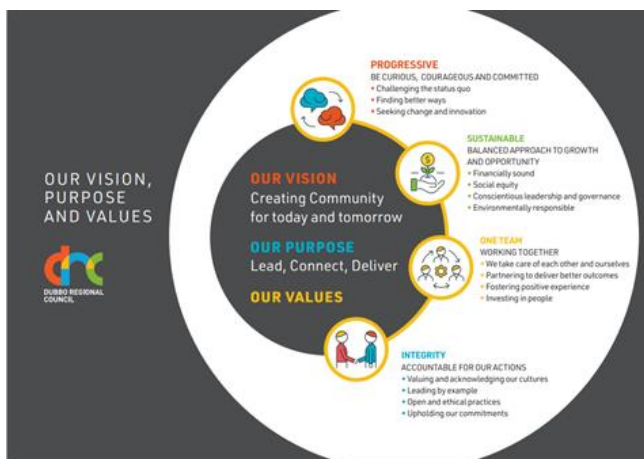 OUR VISION,
PURPOSE
AND VALUES
drc
DUBBO REGIONAL
COUNCIL
OUR VISION
Creating Community
for today and tomorrow
OUR PURPOSE
Lead, Connect, Deliver
OUR VALUES
PROGRESSIVE
BE CURIOUS, COURAGEOUS AND COMMITTED
• Challenging the status quo
• Finding better ways
• Seeking change and innovation
SUSTAINABLE
BALANCED APPROACH TO GROWTH
AND OPPORTUNITY
• Financially sound
• Social equity
• Conscientious leadership and governance
• Environmentally responsible
ONE TEAM
WORKING TOGETHER
• We take care of each other and ourselves
• Partnering to deliver better outcomes
• Fostering positive experience
• Investing in people
INTEGRITY
ACCOUNTABLE FOR OUR ACTIONS
• Valuing and acknowledging our cultures
• Leading by example
• Open and ethical practices
• Upholding our commitments